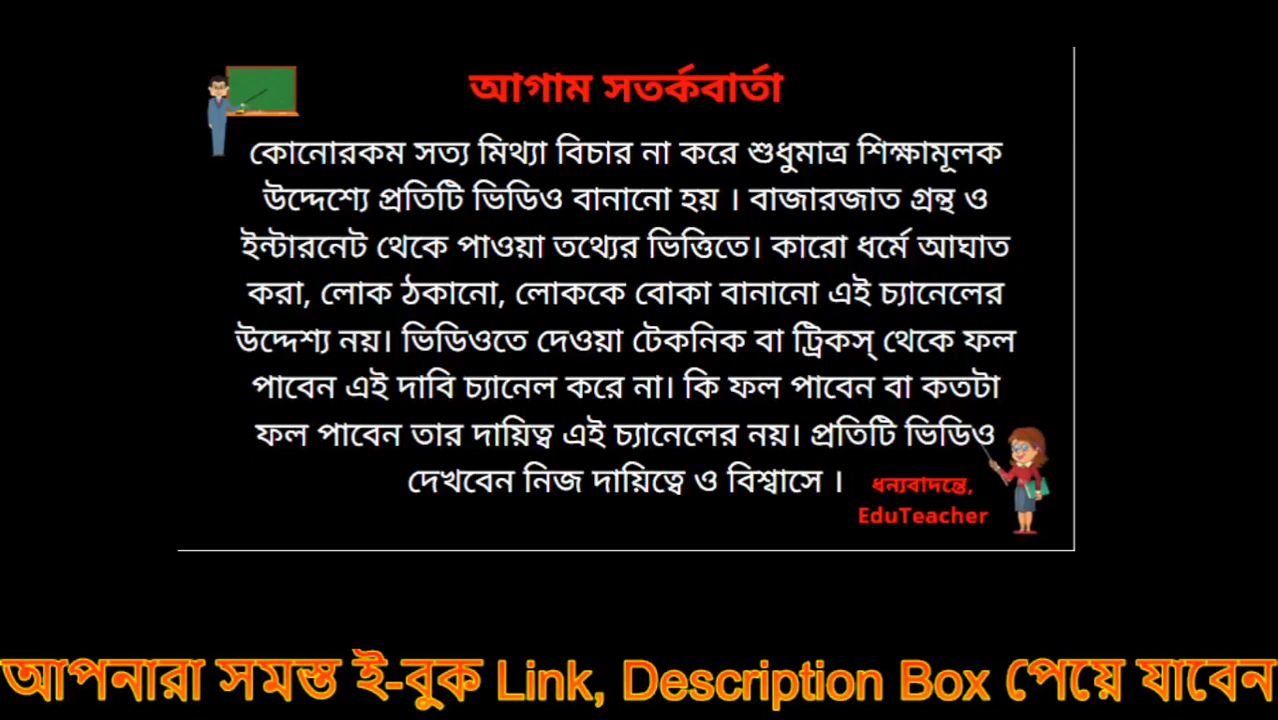 আগাম সতর্কবার্তা
কোনোরকম সত্য মিথ্যা বিচার না করে শুধুমাত্র শিক্ষামূলক
উদ্দেশ্যে প্রতিটি ভিডিও বানানো হয় । বাজারজাত গ্রন্থ ও
ইন্টারনেট থেকে পাওয়া তথ্যের ভিত্তিতে। কারো ধর্মে আঘাত
করা, লোক ঠকানো, লোককে বোকা বানানো এই চ্যানেলের
উদ্দেশ্য নয়। ভিডিওতে দেওয়া টেকনিক বা ট্রিকস্ থেকে ফল
পাবেন এই দাবি চ্যানেল করে না। কি ফল পাবেন বা কতটা
ফল পাবেন তার দায়িত্ব এই চ্যানেলের নয়। প্রতিটি ভিডিও
দেখবেন নিজ দায়িত্বে ও বিশ্বাসে ।
ধন্যবাদন্তে,
EduTeacher
আপনারা সমস্ত ই-বুক Link, Description Box পেয়ে যাবেন